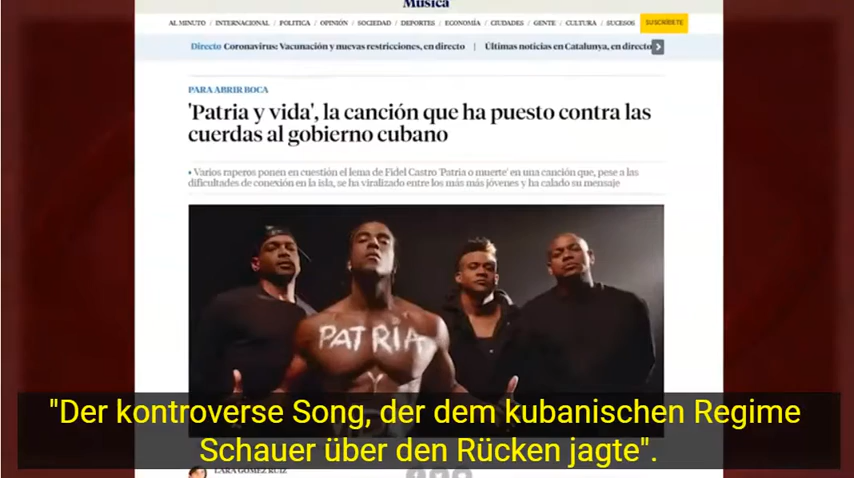 Música
AL MINUTO / INTERNACIONAL / POLÍTICA / OPINIÓN / SOCIEDAD / DEPORTES / ECONOMÍA / CIUDADES / GENTE / CULTURA / SUCESOS SUSCRÍBETE
Directo Coronavirus: Vacunación y nuevas restricciones, en directo | Últimas noticias en Catalunya, en directo
PARA ABRIR BOCA
'Patria y vida', la canción que ha puesto contra las
cuerdas al gobierno cubano
• Varios raperos ponen en cuestión el lema de Fidel Castro 'Patria o muerte' en una canción que, pese a las
dificultades de conexión en la isla, se ha viralizado entre los más más jóvenes y ha calado su mensaje
PATRIA
"Der kontroverse Song, der dem kubanischen Regime
Schauer über den Rücken jagte".
LARA GÓMEZ RUIZ